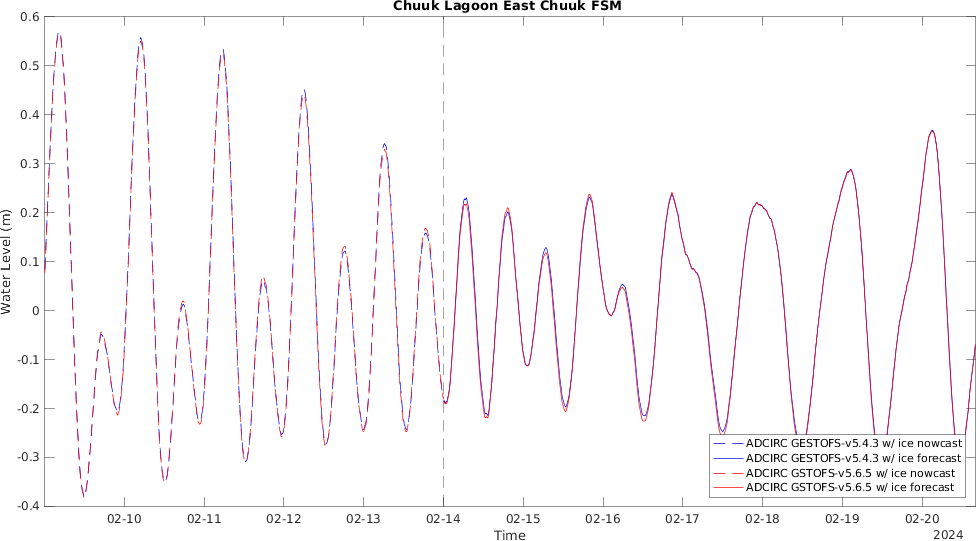 Chuuk Lagoon East Chuuk FSM
0.6
0.5
0.4
0.3
0.2
0.1
0
-0.1
-0.2
-0.3
-0.4
Water Level (m)
ADCIRC GESTOFS-v5.4.3 w/ ice nowcast
ADCIRC GESTOFS-v5.4.3 w/ ice forecast
ADCIRC GSTOFS-v5.6.5 w/ ice nowcast
ADCIRC GSTOFS-v5.6.5 w/ ice forecast
02-10 02-11 02-12 02-13 02-14 02-15 02-16 02-17 02-18 02-19 02-20
Time
2024